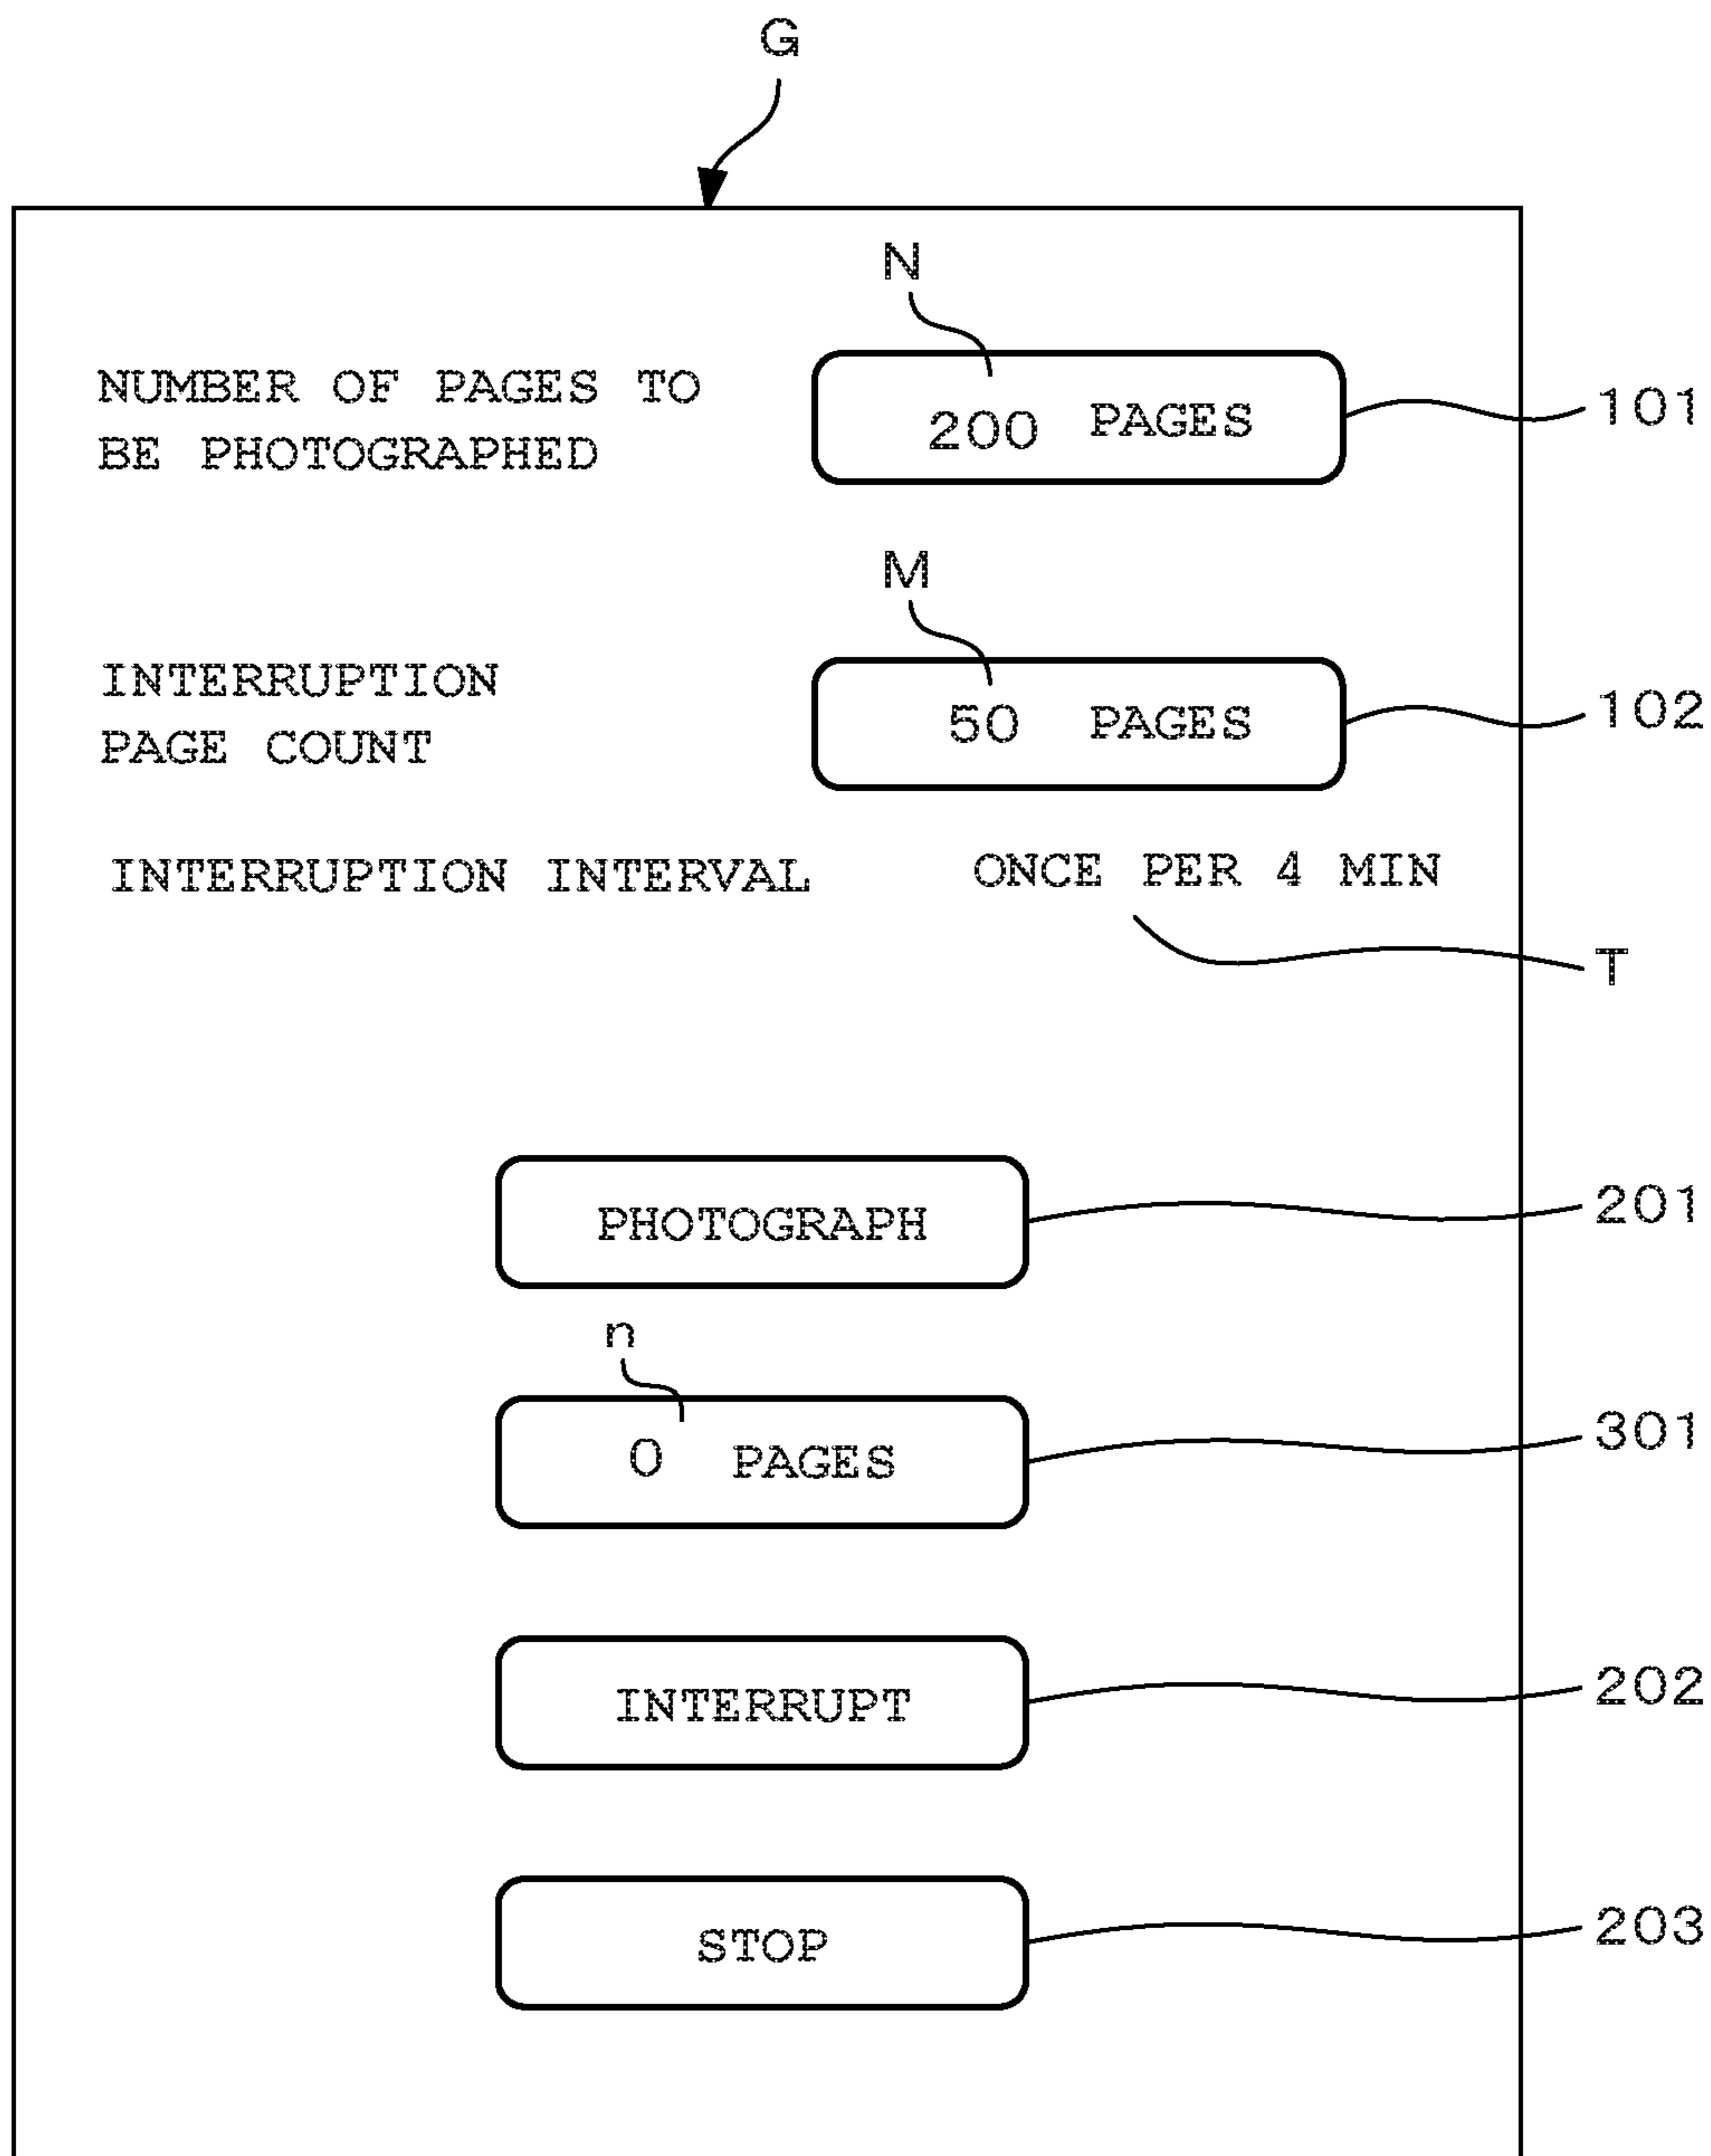 G
N
NUMBER OF PAGES TO
BE PHOTOGRAPHED
200 PAGES
101
M
INTERRUPTION
PAGE COUNT
50 PAGES
102
INTERRUPTION INTERVAL
ONCE PER 4 MIN
T
PHOTOGRAPH
201
n
0 PAGES
301
INTERRUPT
202
STOP
203